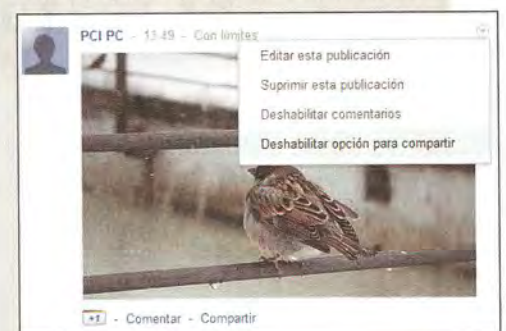 PCI PC - 13:49 - Con límites
Editar esta publicación
Suprimir esta publicación
Deshabilitar comentarios
Deshabilitar opción para compartir
+1 - Comentar - Compartir